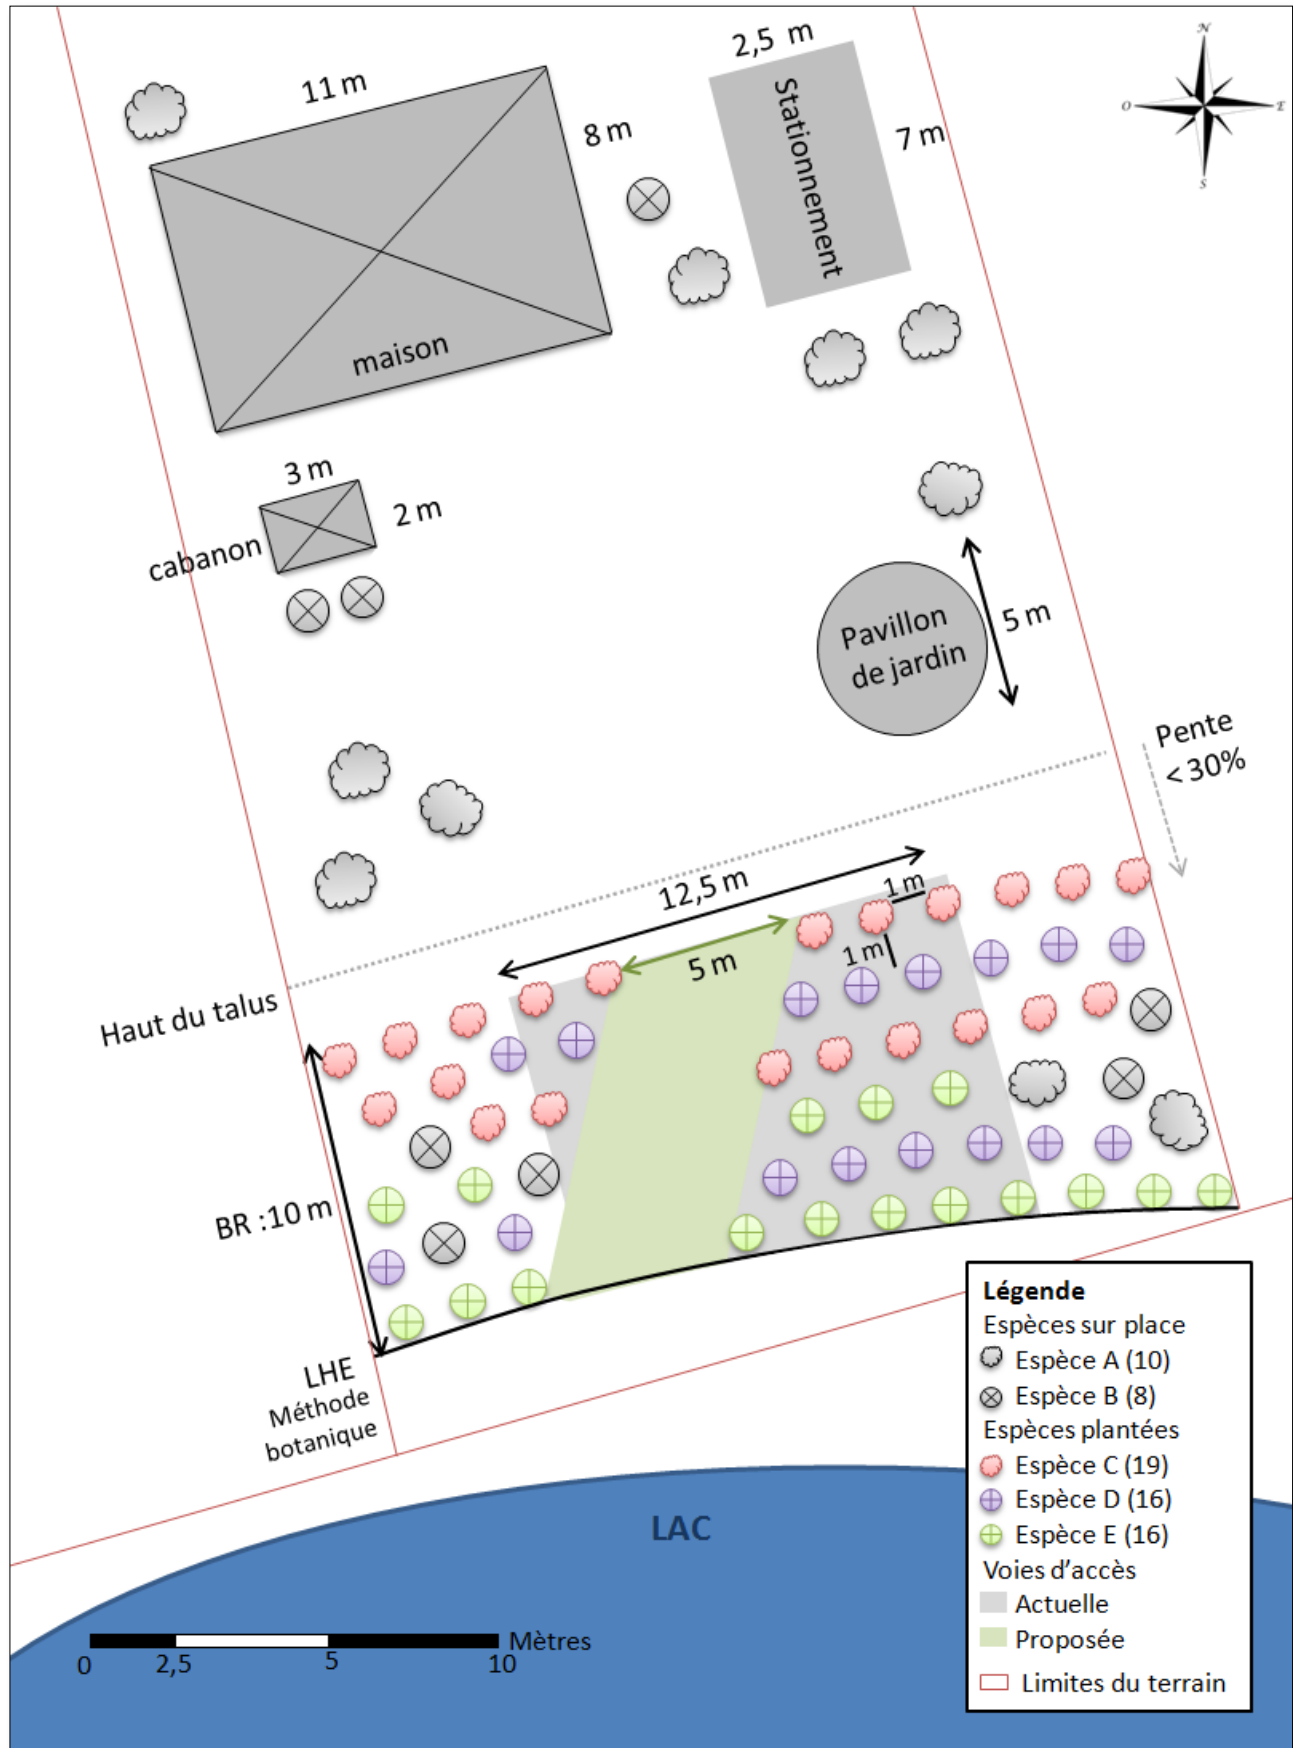 2,5 m
N
O
E
S
11 m
8 m
Stationnement
7 m
maison
3 m
2 m
cabanon
5 m
Pavillon
de jardin
Pente
< 30%
12,5 m
1 m
5 m
1 m
Haut du talus
BR :10 m
LHE
Méthode
botanique
LAC
0
2,5
5
10
Mètres
Légende
Espèces sur place
Espèce A (10)
Espèce B (8)
Espèces plantées
Espèce C (19)
Espèce D (16)
Espèce E (16)
Voies d’accès
Actuelle
Proposée
Limites du terrain